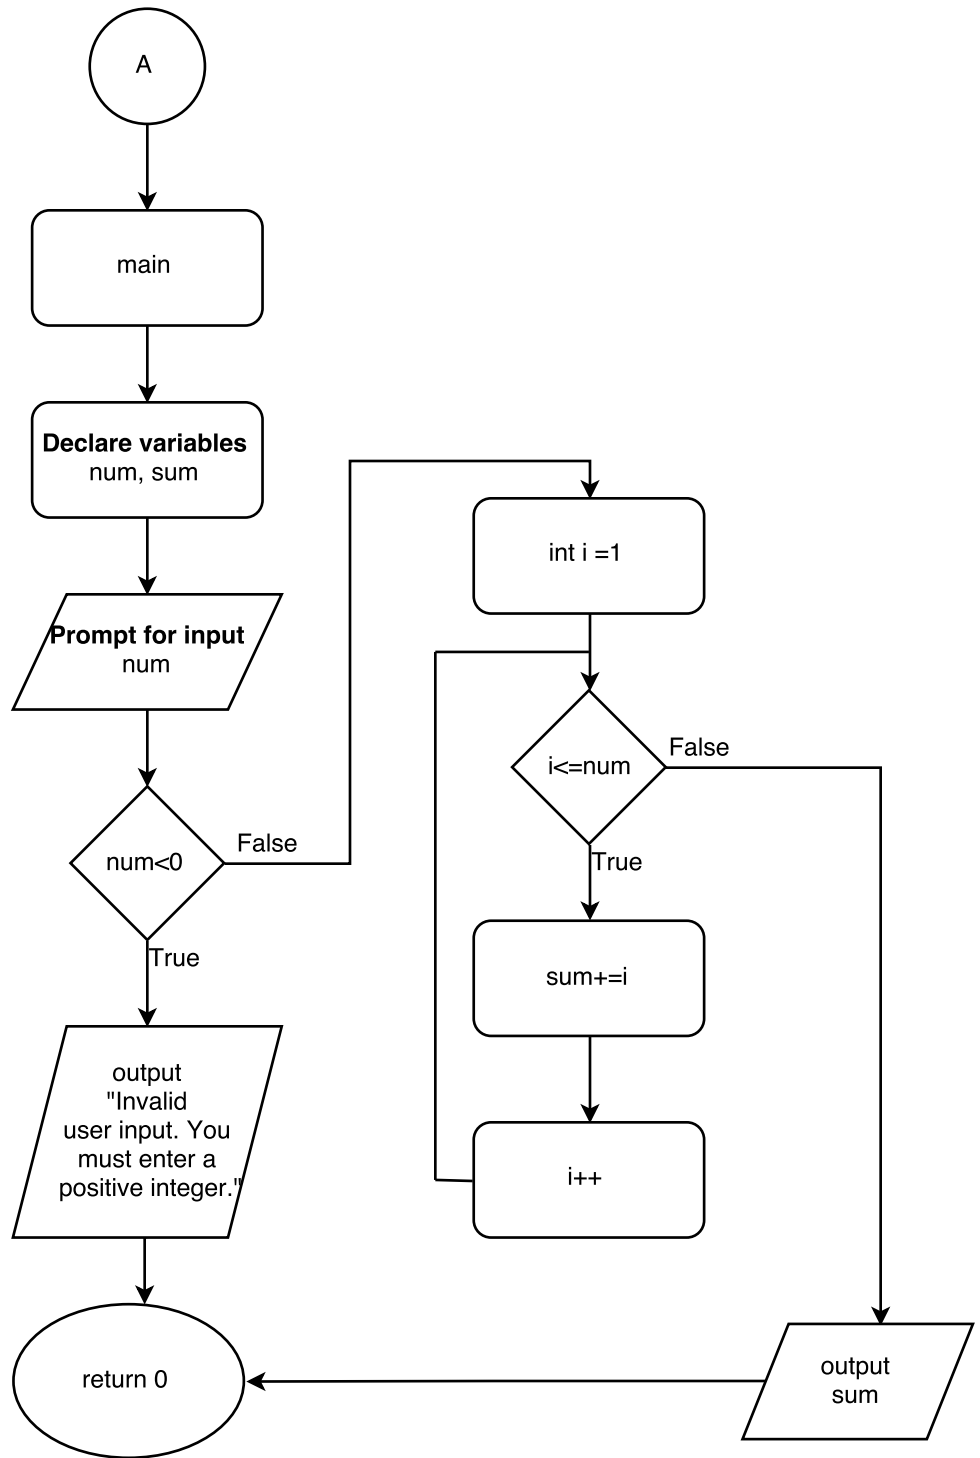 A
main
Declare variables
num, sum
Prompt for input
num
num<0
False
True
output
"Invalid
user input. You
must enter a
positive integer."
return 0
int i =1
i<=num
False
True
sum+=i
i++
output
sum